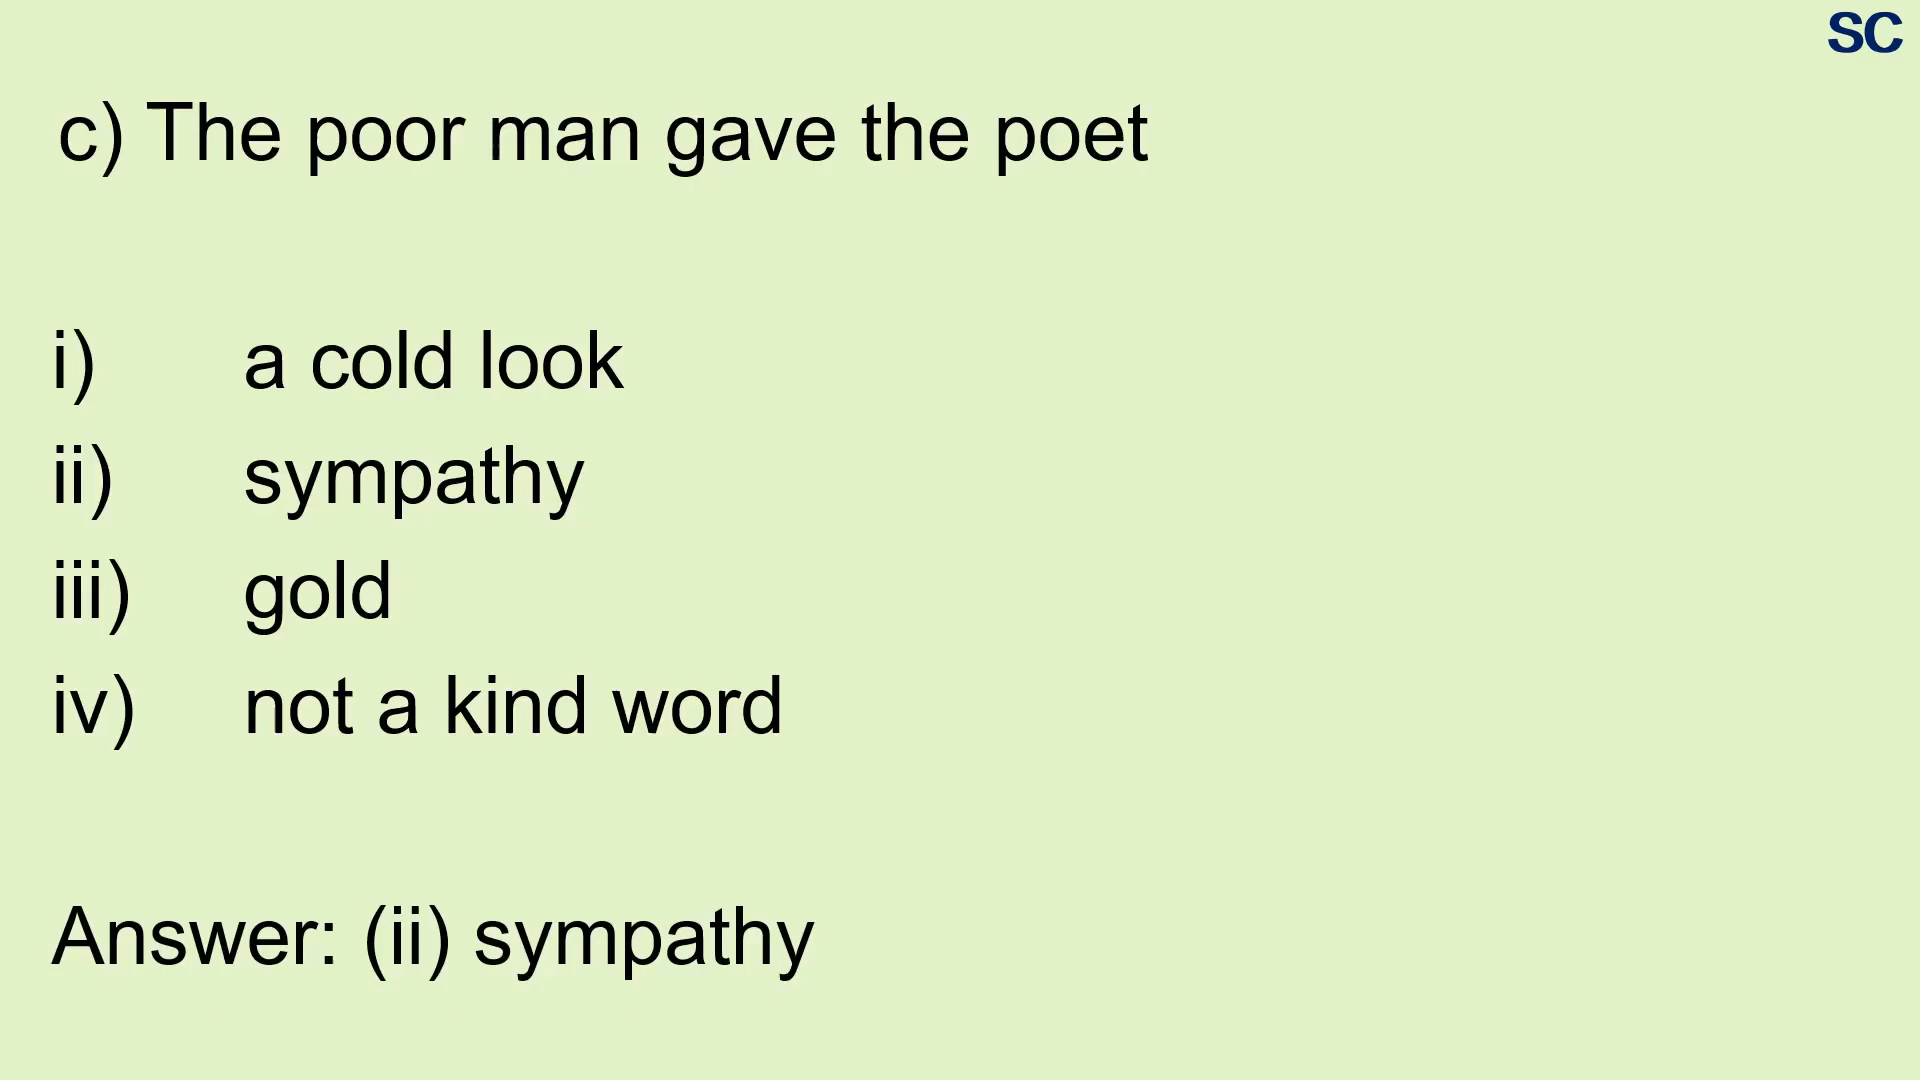 SC
c) The poor man gave the poet
i) a cold look
ii) sympathy
iii) gold
iv) not a kind word
Answer: (ii) sympathy